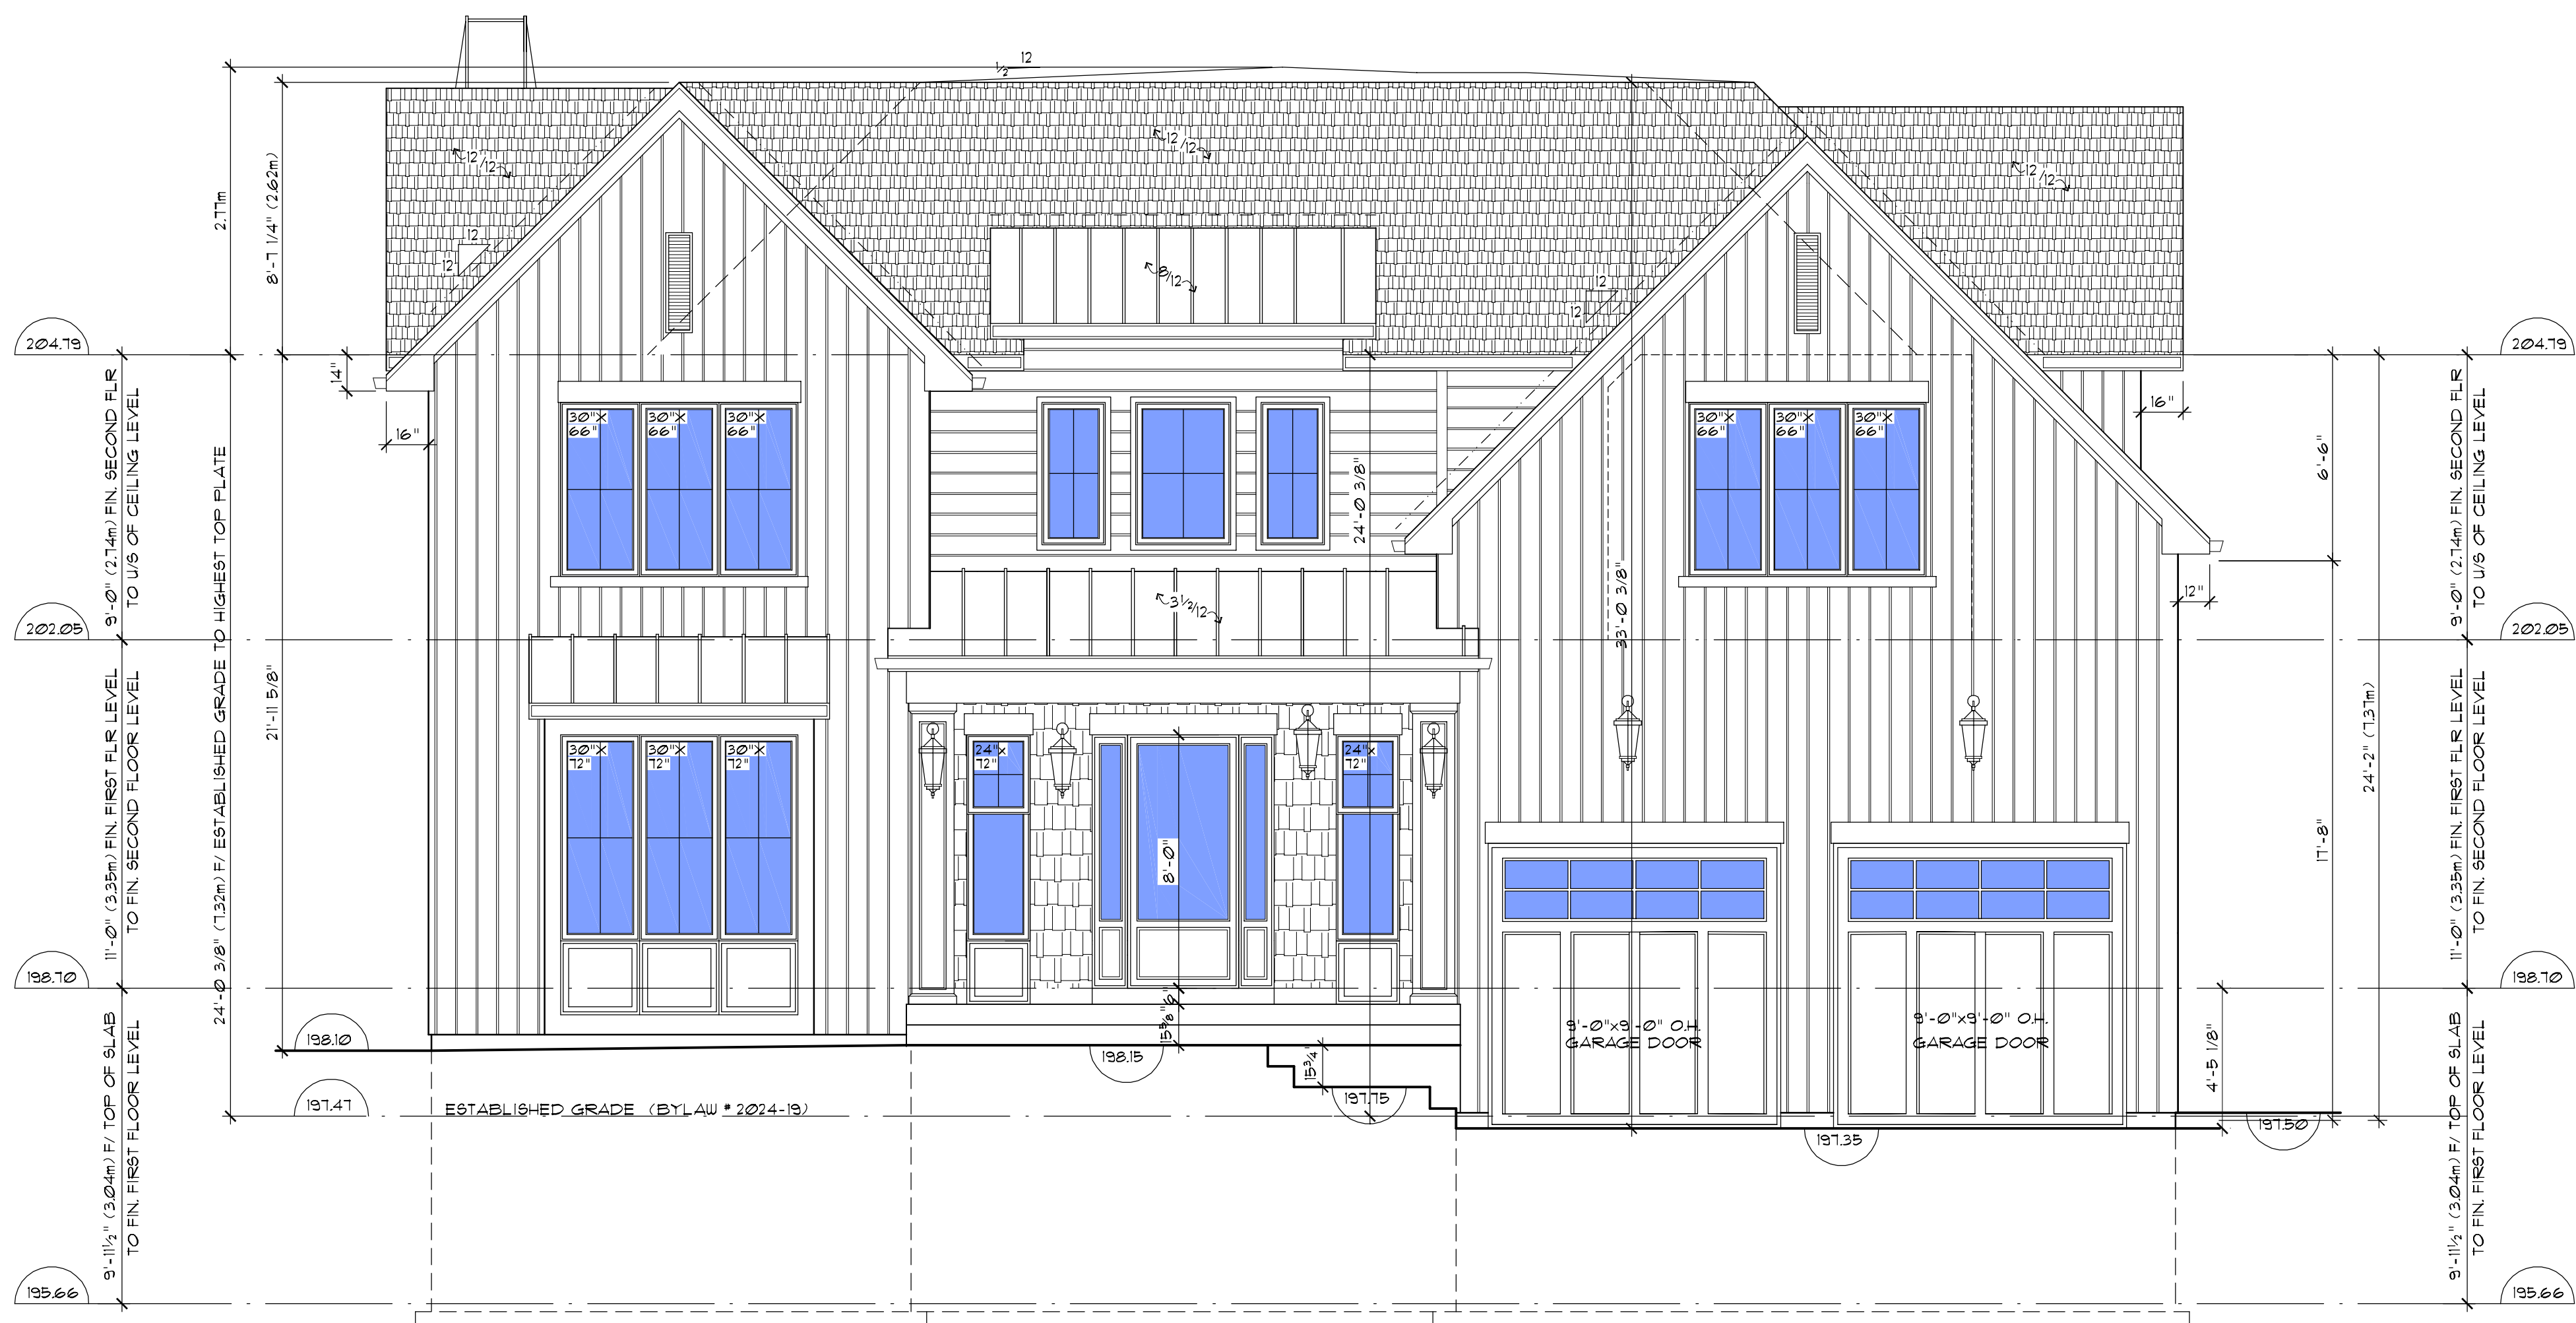 12
1/2
12/12
12/12
12/12
12
12
12
12
8/12
2.77m
8'-7 1/4" (2.62m)
204.79
204.79
14"
16"
16"
30"X
66"
30"X
66"
30"X
66"
30"X
66"
30"X
66"
30"X
66"
9'-0" (2.74m) FIN. SECOND FLR
TO U/S OF CEILING LEVEL
9'-0" (2.74m) FIN. SECOND FLR
TO U/S OF CEILING LEVEL
24'-0 3/8" (7.32m) F/ ESTABLISHED GRADE TO HIGHEST TOP PLATE
21'-11 5/8"
24'-0 3/8"
33'-0 3/8"
6'-6"
12"
3 1/2/12
202.05
202.05
11'-0" (3.35m) FIN. FIRST FLR LEVEL
TO FIN. SECOND FLOOR LEVEL
11'-0" (3.35m) FIN. FIRST FLR LEVEL
TO FIN. SECOND FLOOR LEVEL
24'-2" (7.37m)
17'-8"
30"X
72"
30"X
72"
30"X
72"
24"x
72"
24"x
72"
8'-0"
198.70
198.70
6"
15 5/8"
15 3/4"
9'-0"x9'-0" O.H.
GARAGE DOOR
9'-0"x9'-0" O.H.
GARAGE DOOR
4'-5 1/8"
198.10
198.15
197.75
197.47
ESTABLISHED GRADE (BYLAW # 2024-19)
197.35
197.50
9'-11 1/2" (3.04m) F/ TOP OF SLAB
TO FIN. FIRST FLOOR LEVEL
9'-11 1/2" (3.04m) F/ TOP OF SLAB
TO FIN. FIRST FLOOR LEVEL
195.66
195.66